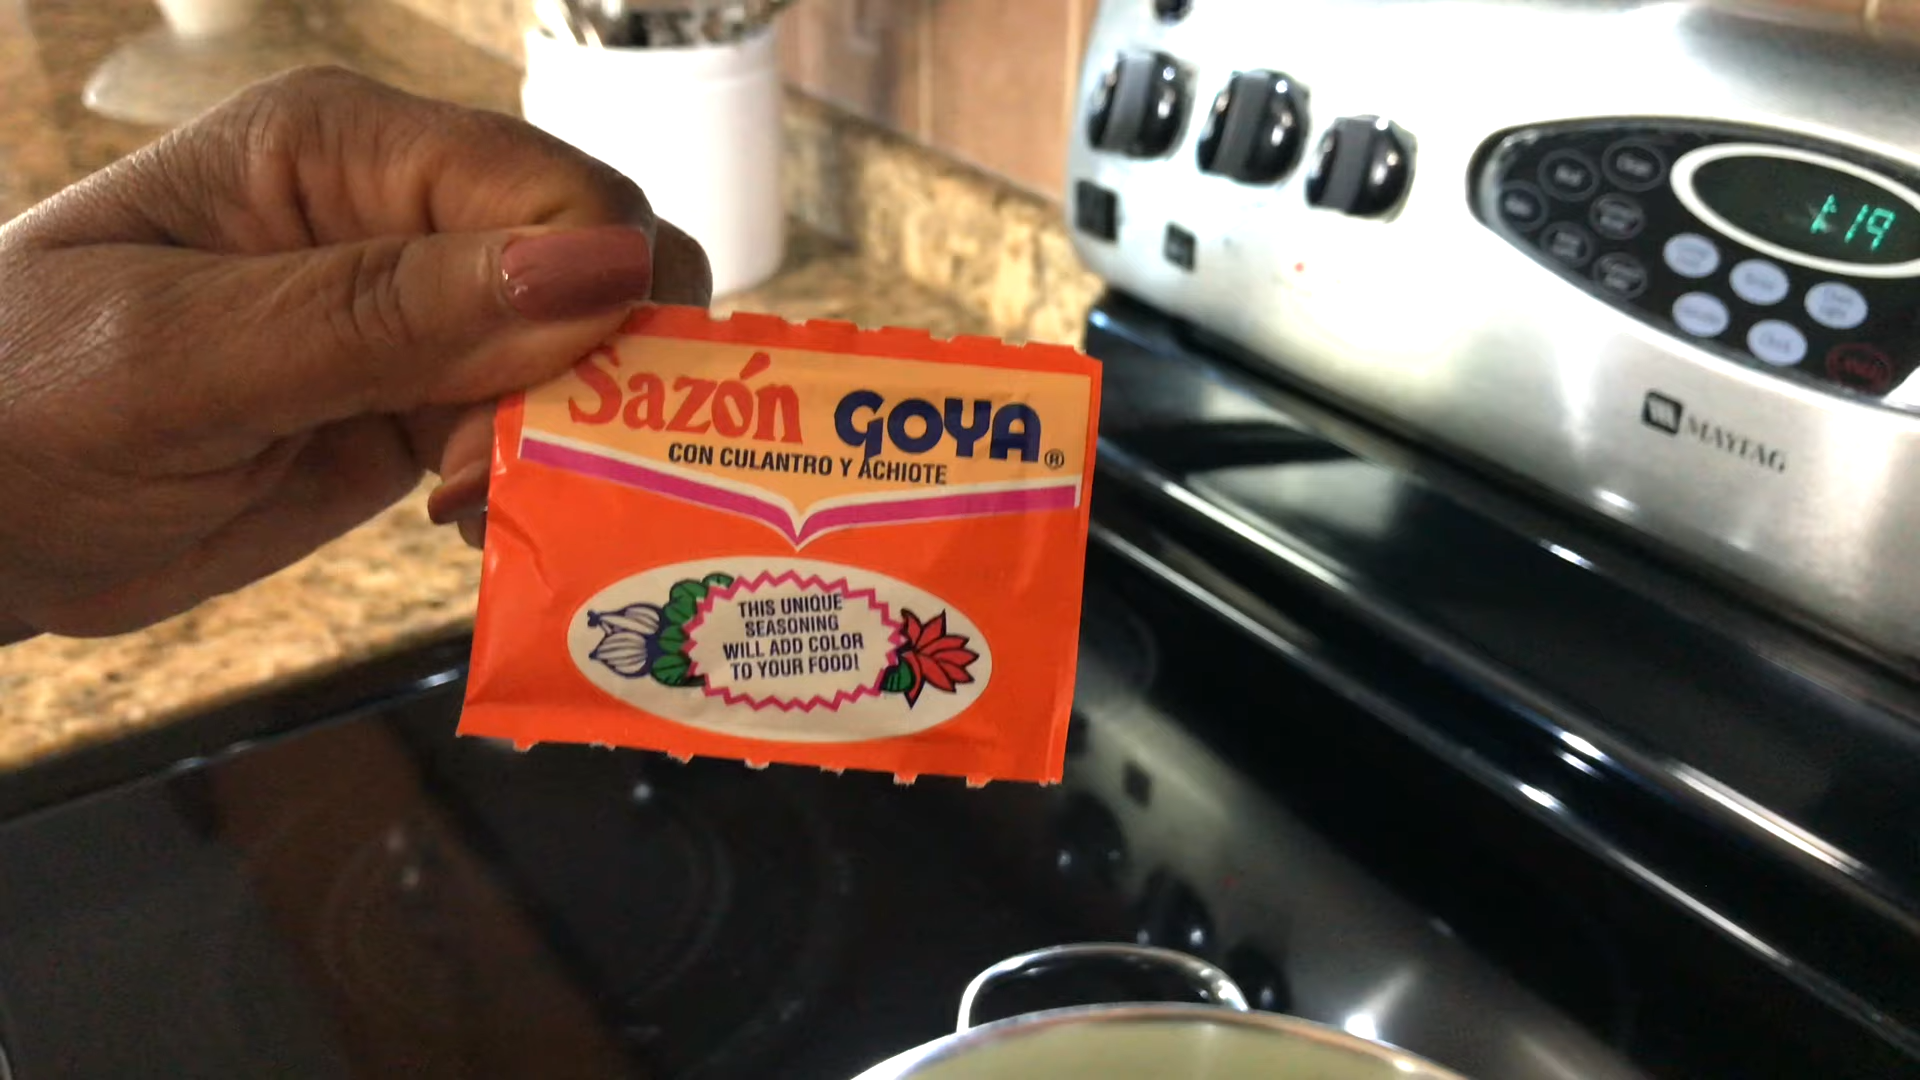 Sazón GOYA®
CON CULANTRO Y ACHIOTE
THIS UNIQUE
SEASONING
WILL ADD COLOR
TO YOUR FOOD!
MAYTAG